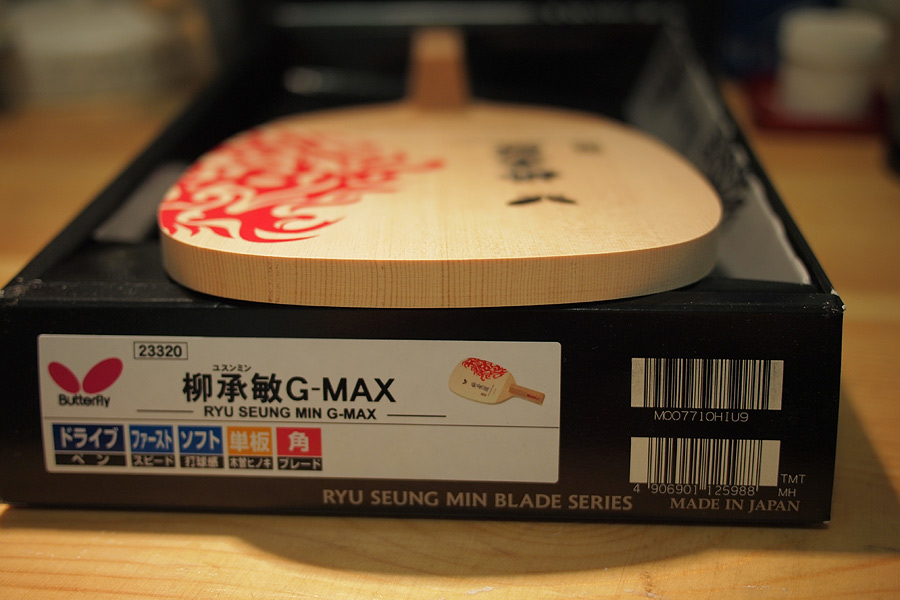 23320
Butterfly
ユスンミン
柳承敏G-MAX
RYU SEUNG MIN G-MAX
ドライブ ファースト ソフト 単板 角
ペン スピード 打球感 木曽ヒノキ ブレード
MOO7710HIU9
4 906901 125988
TMT
MH
RYU SEUNG MIN BLADE SERIES
MADE IN JAPAN